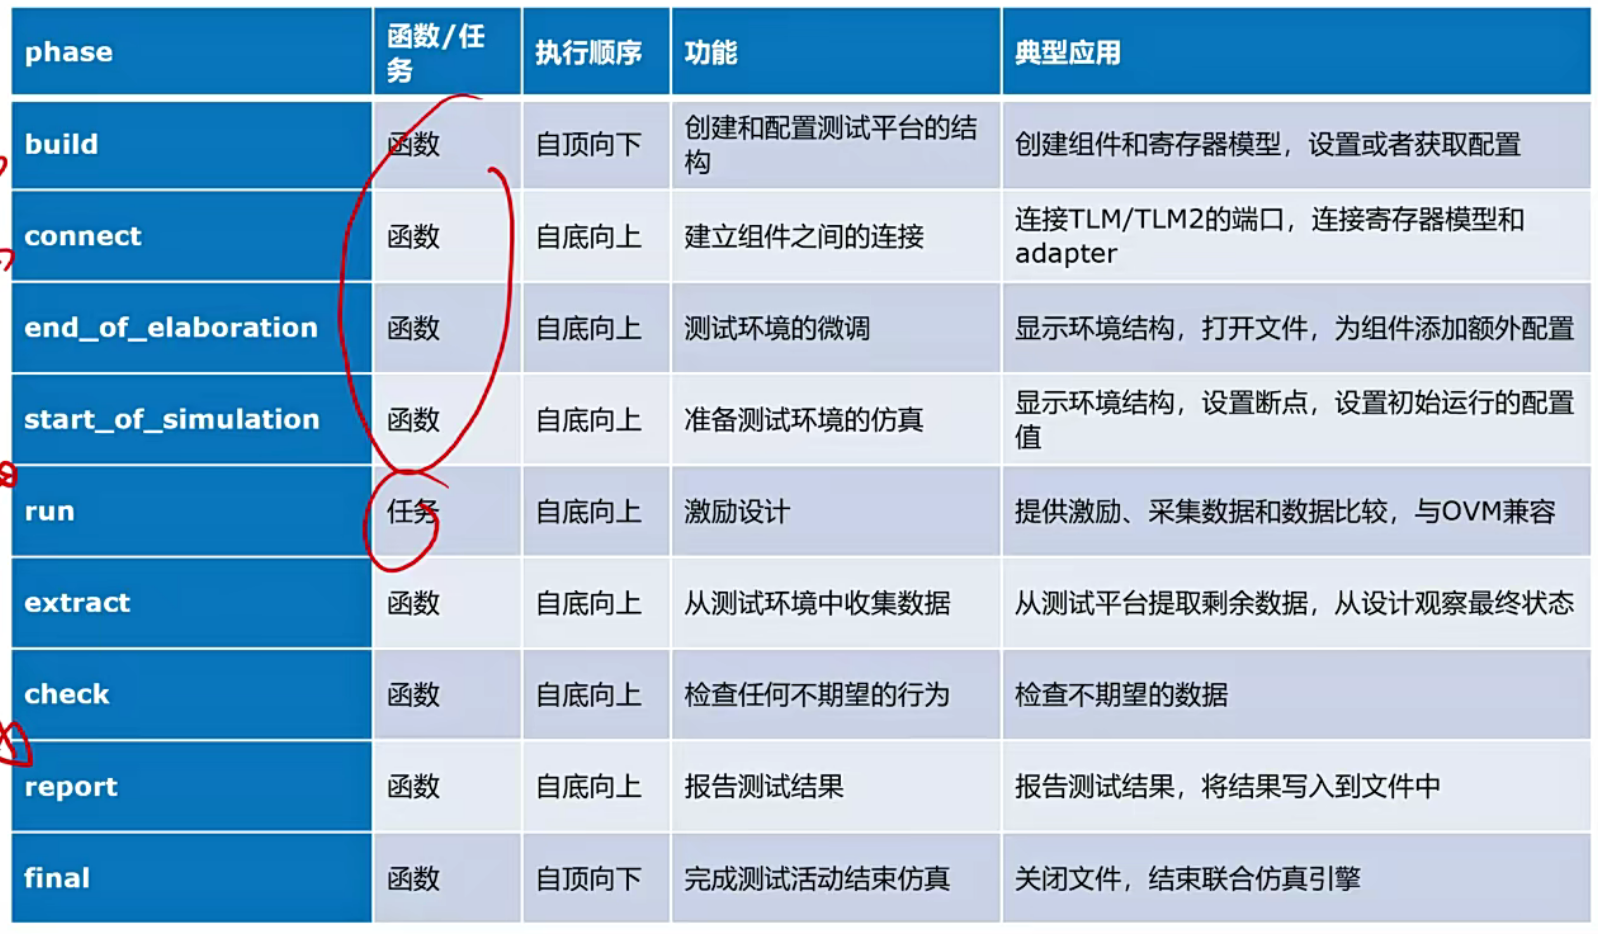 phase
函数/任
务
执行顺序
功能
典型应用
build
函数
自顶向下
创建和配置测试平台的结
构
创建组件和寄存器模型，设置或者获取配置
connect
函数
自底向上
建立组件之间的连接
连接TLM/TLM2的端口，连接寄存器模型和
adapter
end_of_elaboration
函数
自底向上
测试环境的微调
显示环境结构，打开文件，为组件添加额外配置
start_of_simulation
函数
自底向上
准备测试环境的仿真
显示环境结构，设置断点，设置初始运行的配置
值
run
任务
自底向上
激励设计
提供激励、采集数据和数据比较，与OVM兼容
extract
函数
自底向上
从测试环境中收集数据
从测试平台提取剩余数据，从设计观察最终状态
check
函数
自底向上
检查任何不期望的行为
检查不期望的数据
report
函数
自底向上
报告测试结果
报告测试结果，将结果写入到文件中
final
函数
自顶向下
完成测试活动结束仿真
关闭文件，结束联合仿真引擎